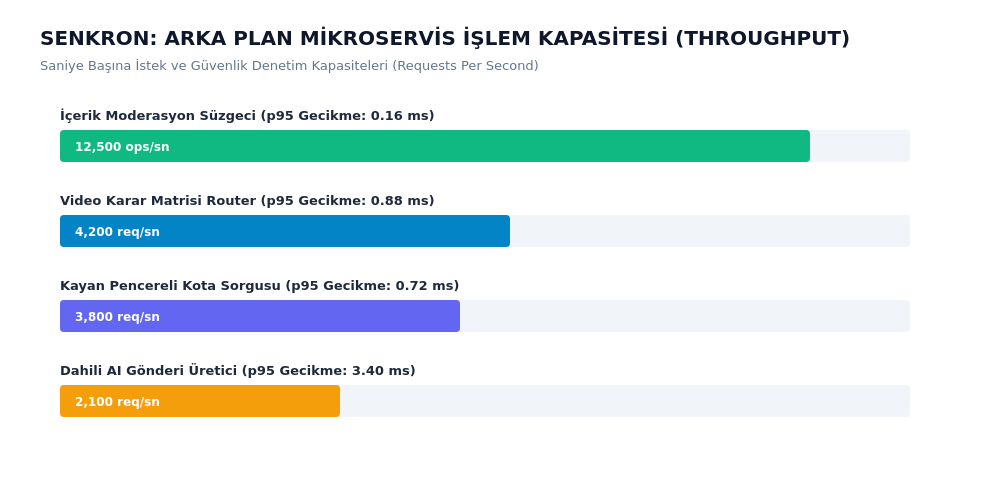 SENKRON: ARKA PLAN MİKROSERVİS İŞLEM KAPASİTESİ (THROUGHPUT)
Saniye Başına İstek ve Güvenlik Denetim Kapasiteleri (Requests Per Second)
İçerik Moderasyon Süzgeci (p95 Gecikme: 0.16 ms)
12,500 ops/sn
Video Karar Matrisi Router (p95 Gecikme: 0.88 ms)
4,200 req/sn
Kayan Pencereli Kota Sorgusu (p95 Gecikme: 0.72 ms)
3,800 req/sn
Dahili AI Gönderi Üretici (p95 Gecikme: 3.40 ms)
2,100 req/sn